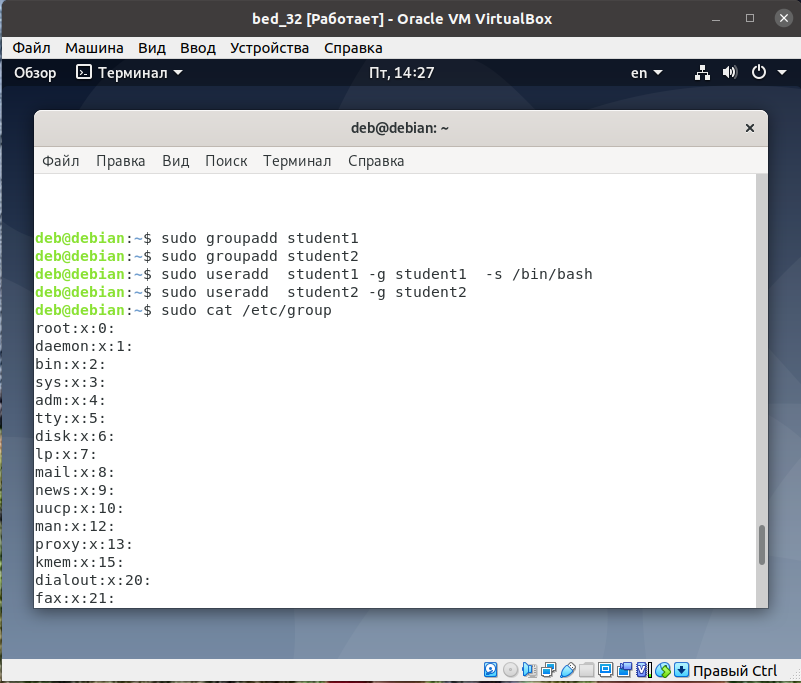 bed_32 [Работает] - Oracle VM VirtualBox
Файл Машина Вид Ввод Устройства Справка
Обзор Терминал Пт, 14:27 en
deb@debian: ~
Файл Правка Вид Поиск Терминал Справка
deb@debian:~$ sudo groupadd student1
deb@debian:~$ sudo groupadd student2
deb@debian:~$ sudo useradd  student1 -g student1  -s /bin/bash
deb@debian:~$ sudo useradd  student2 -g student2
deb@debian:~$ sudo cat /etc/group
root:x:0:
daemon:x:1:
bin:x:2:
sys:x:3:
adm:x:4:
tty:x:5:
disk:x:6:
lp:x:7:
mail:x:8:
news:x:9:
uucp:x:10:
man:x:12:
proxy:x:13:
kmem:x:15:
dialout:x:20:
fax:x:21:
Правый Ctrl